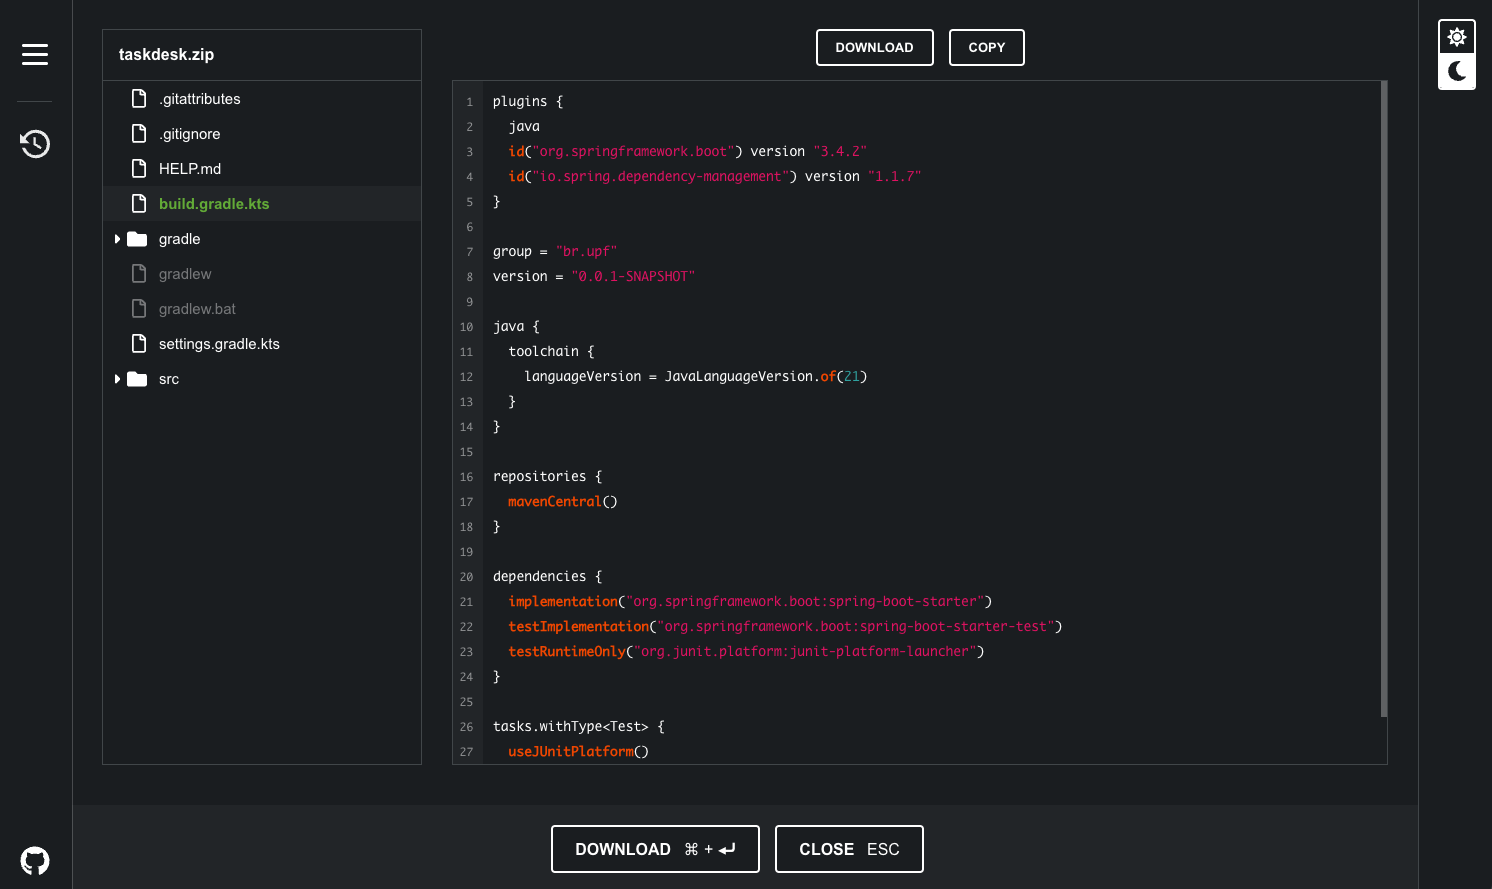 taskdesk.zip
.gitattributes
.gitignore
HELP.md
build.gradle.kts
gradle
gradlew
gradlew.bat
settings.gradle.kts
src
DOWNLOAD
COPY
1 plugins {
2   java
3   id("org.springframework.boot") version "3.4.2"
4   id("io.spring.dependency-management") version "1.1.7"
5 }
6
7 group = "br.upf"
8 version = "0.0.1-SNAPSHOT"
9
10 java {
11   toolchain {
12     languageVersion = JavaLanguageVersion.of(21)
13   }
14 }
15
16 repositories {
17   mavenCentral()
18 }
19
20 dependencies {
21   implementation("org.springframework.boot:spring-boot-starter")
22   testImplementation("org.springframework.boot:spring-boot-starter-test")
23   testRuntimeOnly("org.junit.platform:junit-platform-launcher")
24 }
25
26 tasks.withType<Test> {
27   useJUnitPlatform()
DOWNLOAD ⌘ + ↵
CLOSE ESC